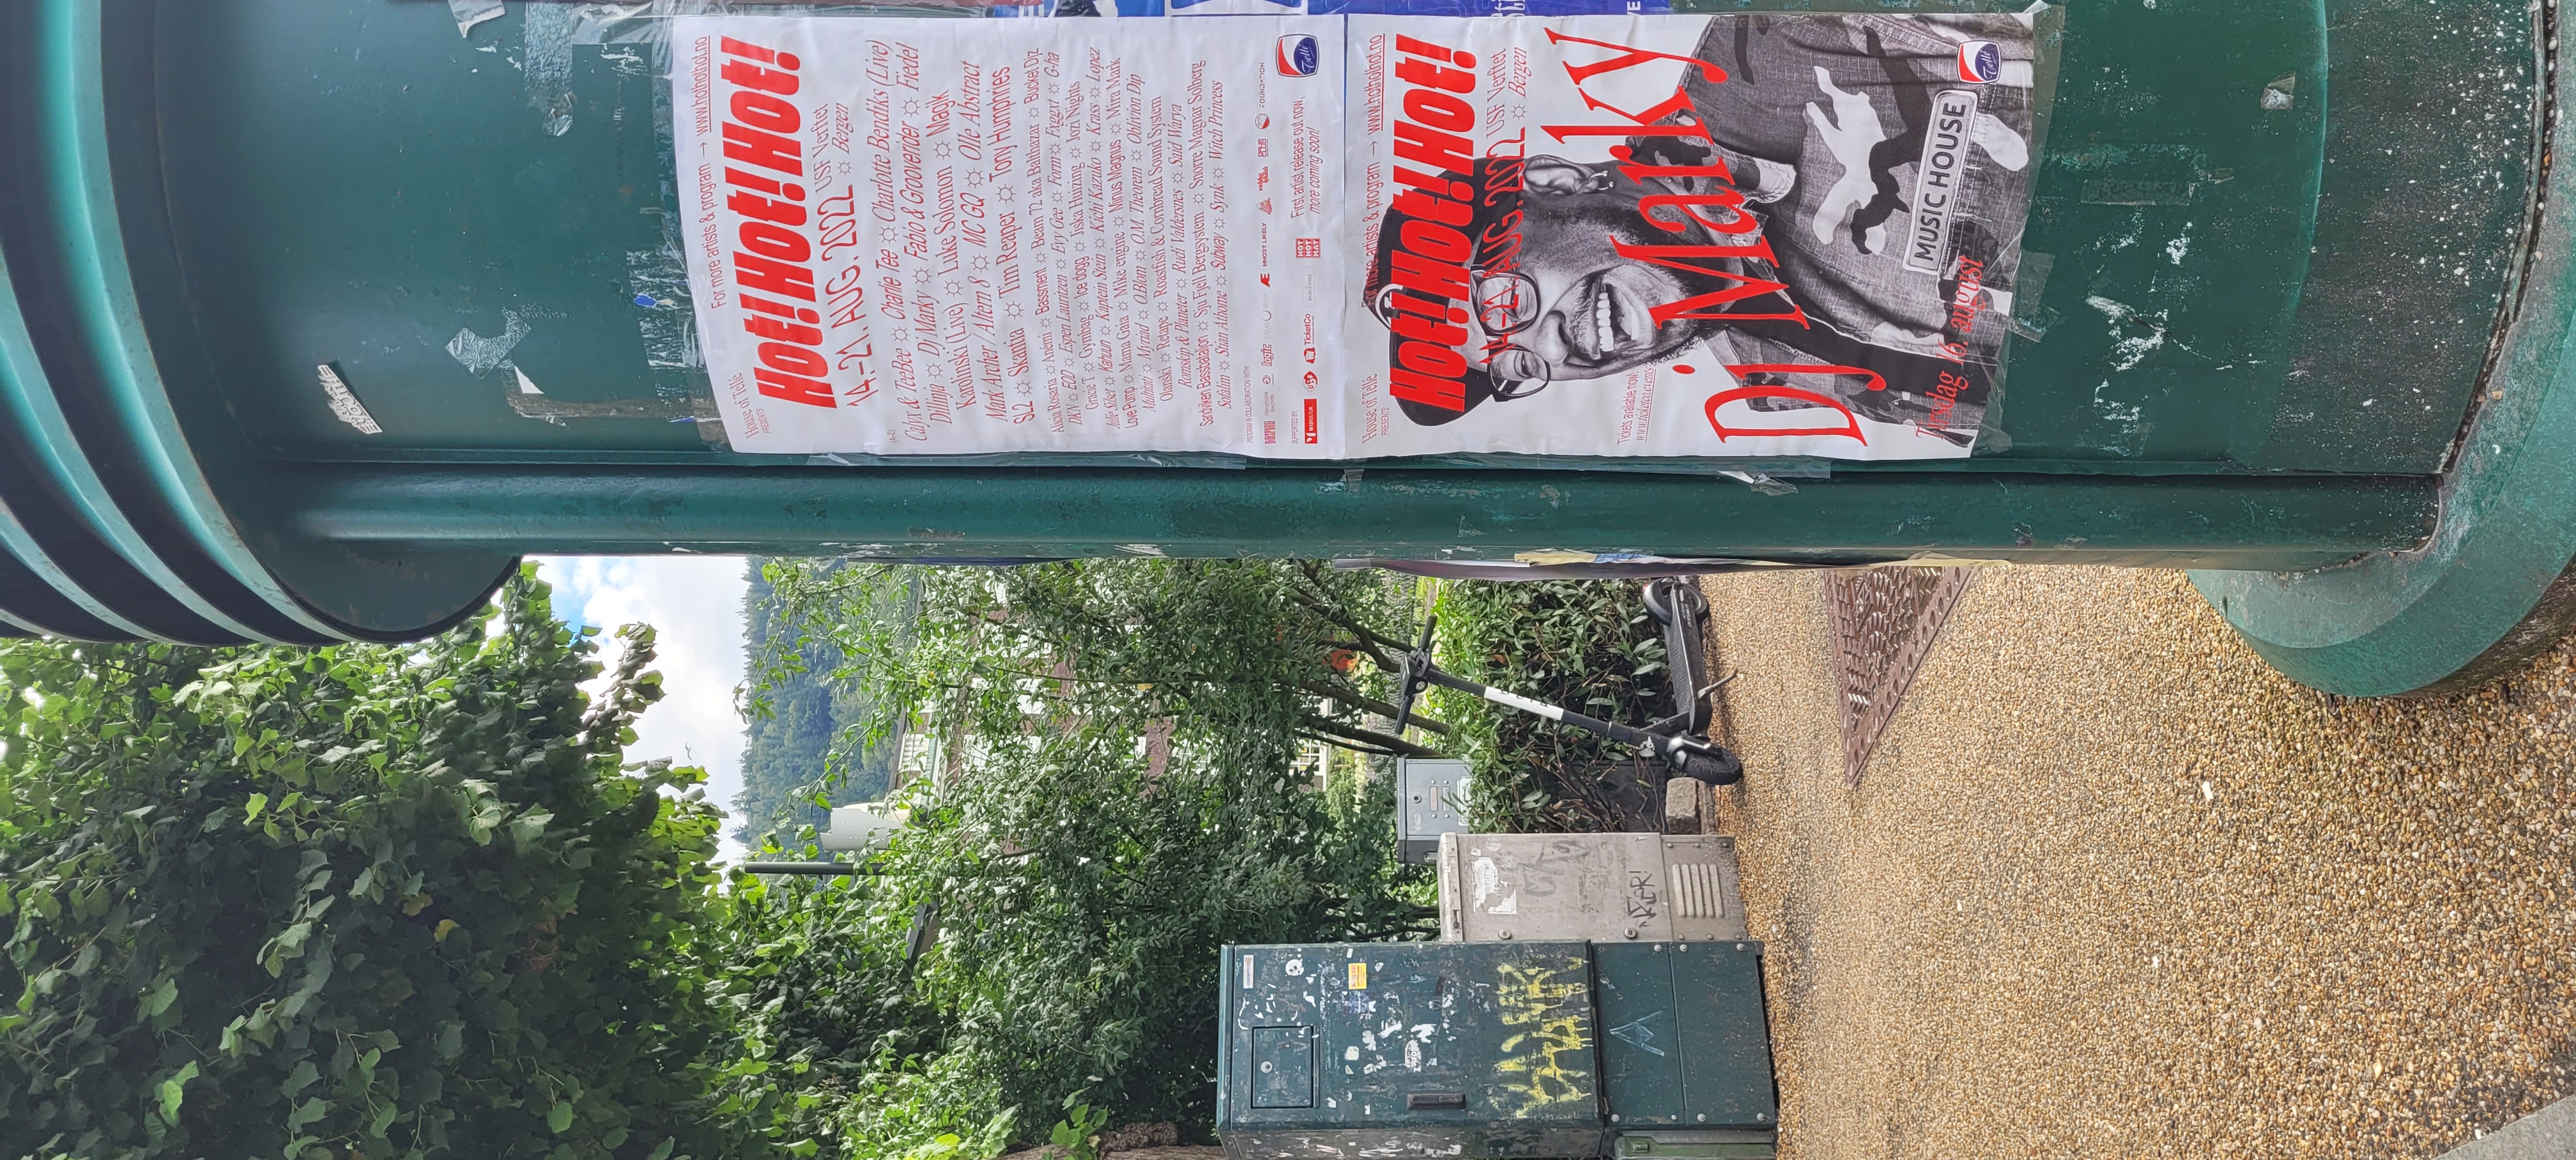 YOUTH
For more artists & program → www.hothothot.no
House of Tellé
PRESENTS:
Hot! Hot! Hot!
14.–21. AUG. 2022 USF Verftet
☼ Bergen
(A-Z)
Calyx & TeeBee ☼ Charlie Tee ☼ Charlotte Bendiks (Live)
Dillinja ☼ Dj Marky ☼ Fabio & Grooverider ☼ Fiedel
Karolinski (Live) ☼ Luke Solomon ☼ Magik
Mark Archer / Altern 8 ☼ MC GQ ☼ Olle Abstract
SL2 ☼ Skantia ☼ Tim Reaper ☼ Tony Humphries
Alicia Rosaria ☼ Anémi ☼ Bassment ☼ Beam 72 aka Balthazar ☼ Bucket Djz
DKN ☼ EOD ☼ Espen Lauritzen ☼ Evy Gee ☼ Form ☼ Fxggxt ☼ G-ha
Gracie T ☼ Gymbag ☼ Ice dogg ☼ Jiska Huizing ☼ Jozi Nights
Julie Silset ☼ Kahuun ☼ Kaptein Stein ☼ Kichi Kazuko ☼ Krass ☼ Lopez
Love Pump ☼ Mama Gaia ☼ Mike engine ☼ Minus Magnus ☼ Mira Mark
Multitati ☼ Myriad ☼ O.Blom ☼ O.M. Theorem ☼ Oblivion Dip
Olanski ☼ Retape ☼ Roastfish & Cornbread Sound System
Romskip & Planeter ☼ Rudi Valdersnes ☼ Said Warya
Sandviken Bassbataljon ☼ Sju Fjell Bergsystem ☼ Snorre Magnar Solberg
Sofalim ☼ Stian Athome ☼ Subway ☼ Synk ☼ Witch Princess
PROGRAM IN COLLABORATION WITH:
logic Æ MHOST LIKELY FOUNDATION
SUPPORTED BY:
USF TicketCo HOT HOT HAT
First artist release out now,
more coming soon!
Tellé
House of Tellé
PRESENTS:
For more artists & program → www.hothothot.no
Hot! Hot! Hot!
14.–21. AUG. 2022 USF Verftet
☼ Bergen
Tickets available now!
www.ticketco.events
Dj Marky
MUSIC HOUSE
Tirsdag 16. august
Tellé